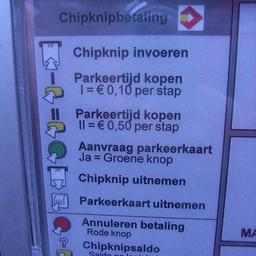 Chipknipbetaling
Chipknip invoeren
Parkeertijd kopen
I = € 0,10 per stap
Parkeertijd kopen
II = € 0,50 per stap
Aanvraag parkeerkaart
Ja = Groene knop
Chipknip uitnemen
Parkeerkaart uitnemen
Annuleren betaling
Rode knop
?
Chipknipsaldo
MA